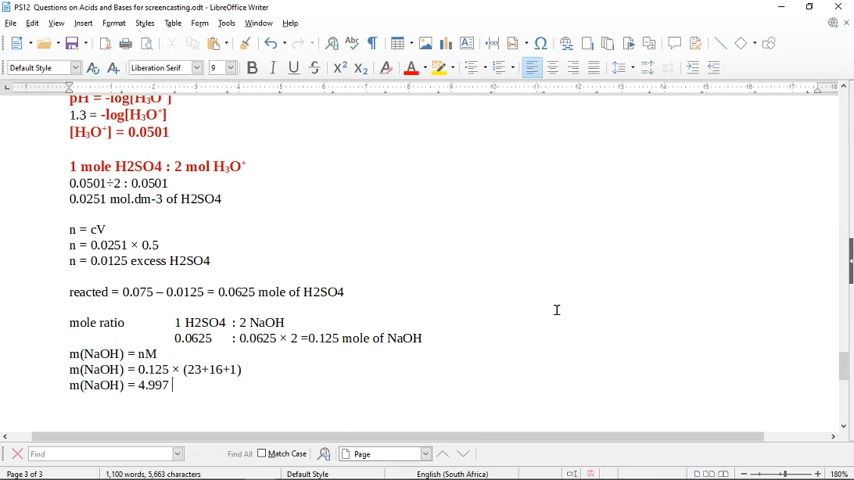 PS12 Questions on Acids and Bases for screencasting.odt - LibreOffice Writer
File Edit View Insert Format Styles Table Form Tools Window Help
Default Style Liberation Serif 9
pH = -log[H₃O⁺]
1.3 = -log[H₃O⁺]
[H₃O⁺] = 0.0501
1 mole H2SO4 : 2 mol H₃O⁺
0.0501÷2 : 0.0501
0.0251 mol.dm-3 of H2SO4
n = cV
n = 0.0251 × 0.5
n = 0.0125 excess H2SO4
reacted = 0.075 – 0.0125 = 0.0625 mole of H2SO4
mole ratio 1 H2SO4 : 2 NaOH
0.0625 : 0.0625 × 2 =0.125 mole of NaOH
m(NaOH) = nM
m(NaOH) = 0.125 × (23+16+1)
m(NaOH) = 4.997
Find Find All Match Case Page
Page 3 of 3 1,100 words, 5,663 characters Default Style English (South Africa) 180%